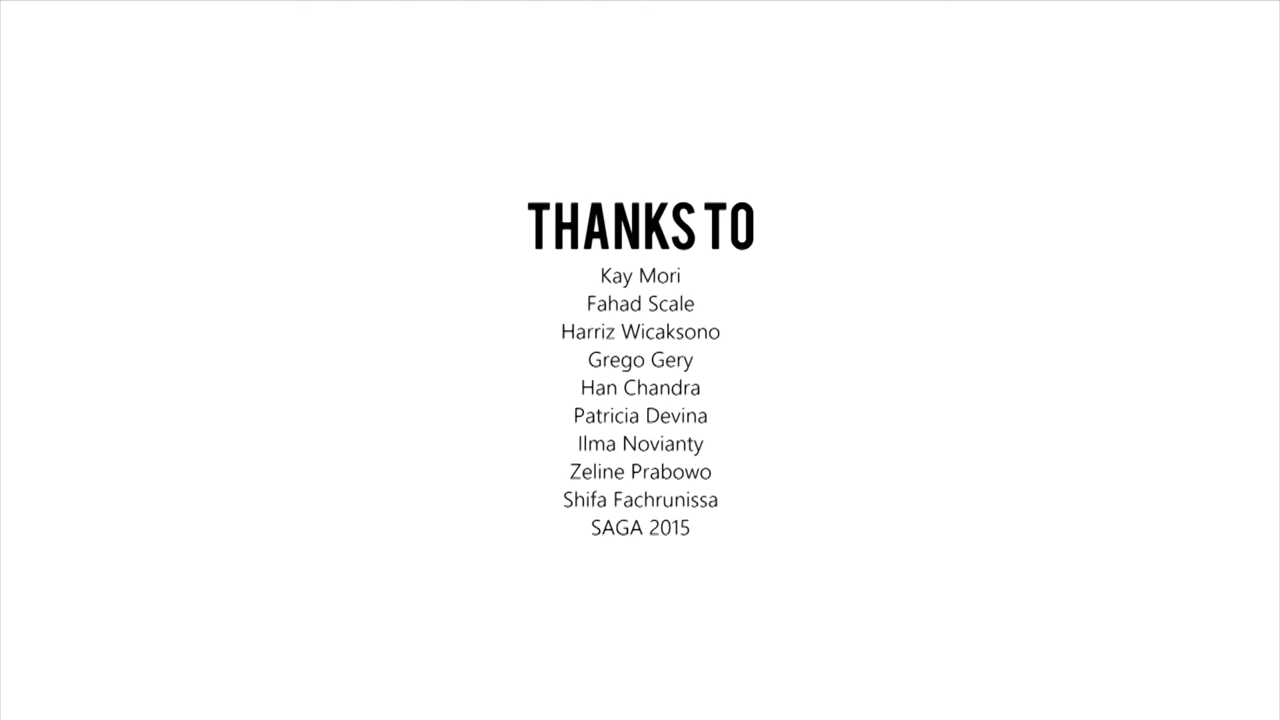 THANKS TO
Kay Mori
Fahad Scale
Harriz Wicaksono
Grego Gery
Han Chandra
Patricia Devina
Ilma Novianty
Zeline Prabowo
Shifa Fachrunissa
SAGA 2015